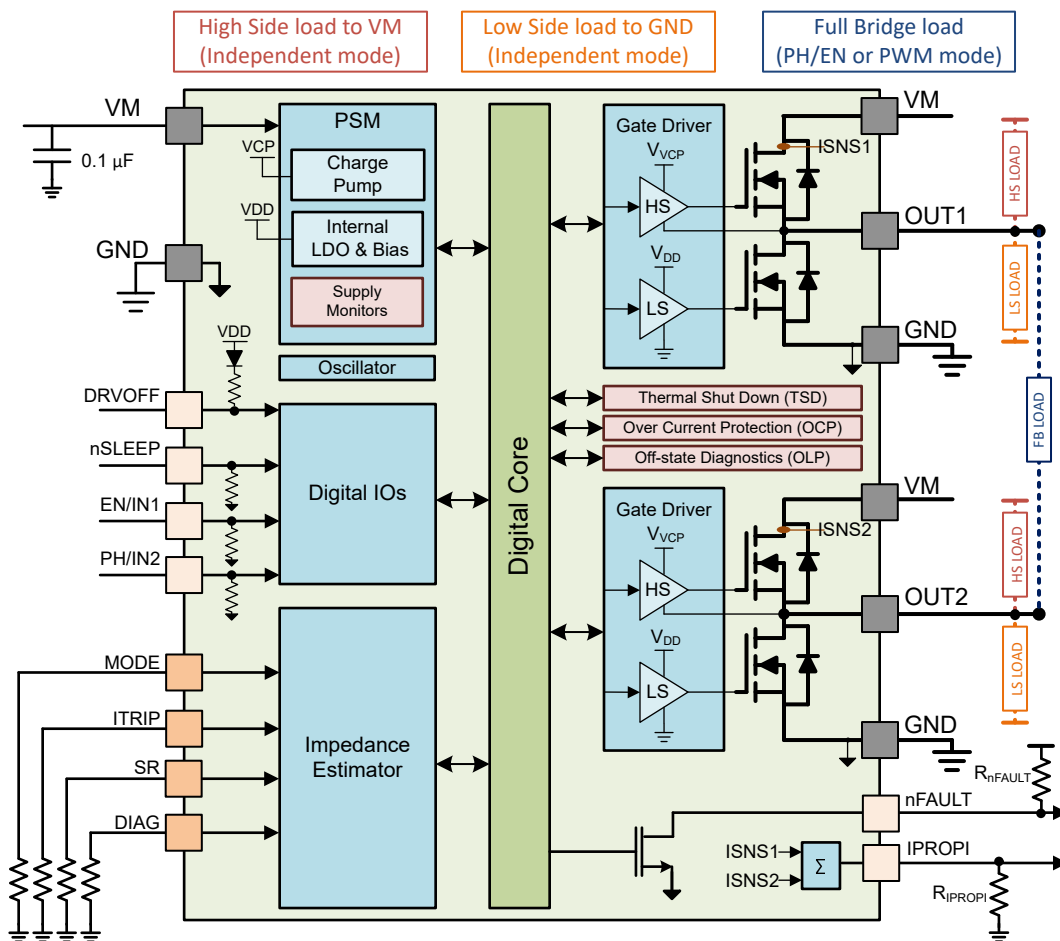 High Side load to VM
(Independent mode)
Low Side load to GND
(Independent mode)
Full Bridge load
(PH/EN or PWM mode)
VM
0.1 µF
GND
PSM
VCP
Charge
Pump
VDD
Internal
LDO & Bias
Supply
Monitors
Oscillator
VDD
DRVOFF
nSLEEP
EN/IN1
PH/IN2
Digital IOs
MODE
ITRIP
SR
DIAG
Impedance
Estimator
Digital Core
Gate Driver
VVCP
HS
VDD
LS
ISNS1
VM
OUT1
GND
HS LOAD
LS LOAD
FB LOAD
Thermal Shut Down (TSD)
Over Current Protection (OCP)
Off-state Diagnostics (OLP)
Gate Driver
VVCP
HS
VDD
LS
ISNS2
VM
OUT2
GND
HS LOAD
LS LOAD
RnFAULT
nFAULT
ISNS1
ISNS2
Σ
IPROPI
RIPROPI